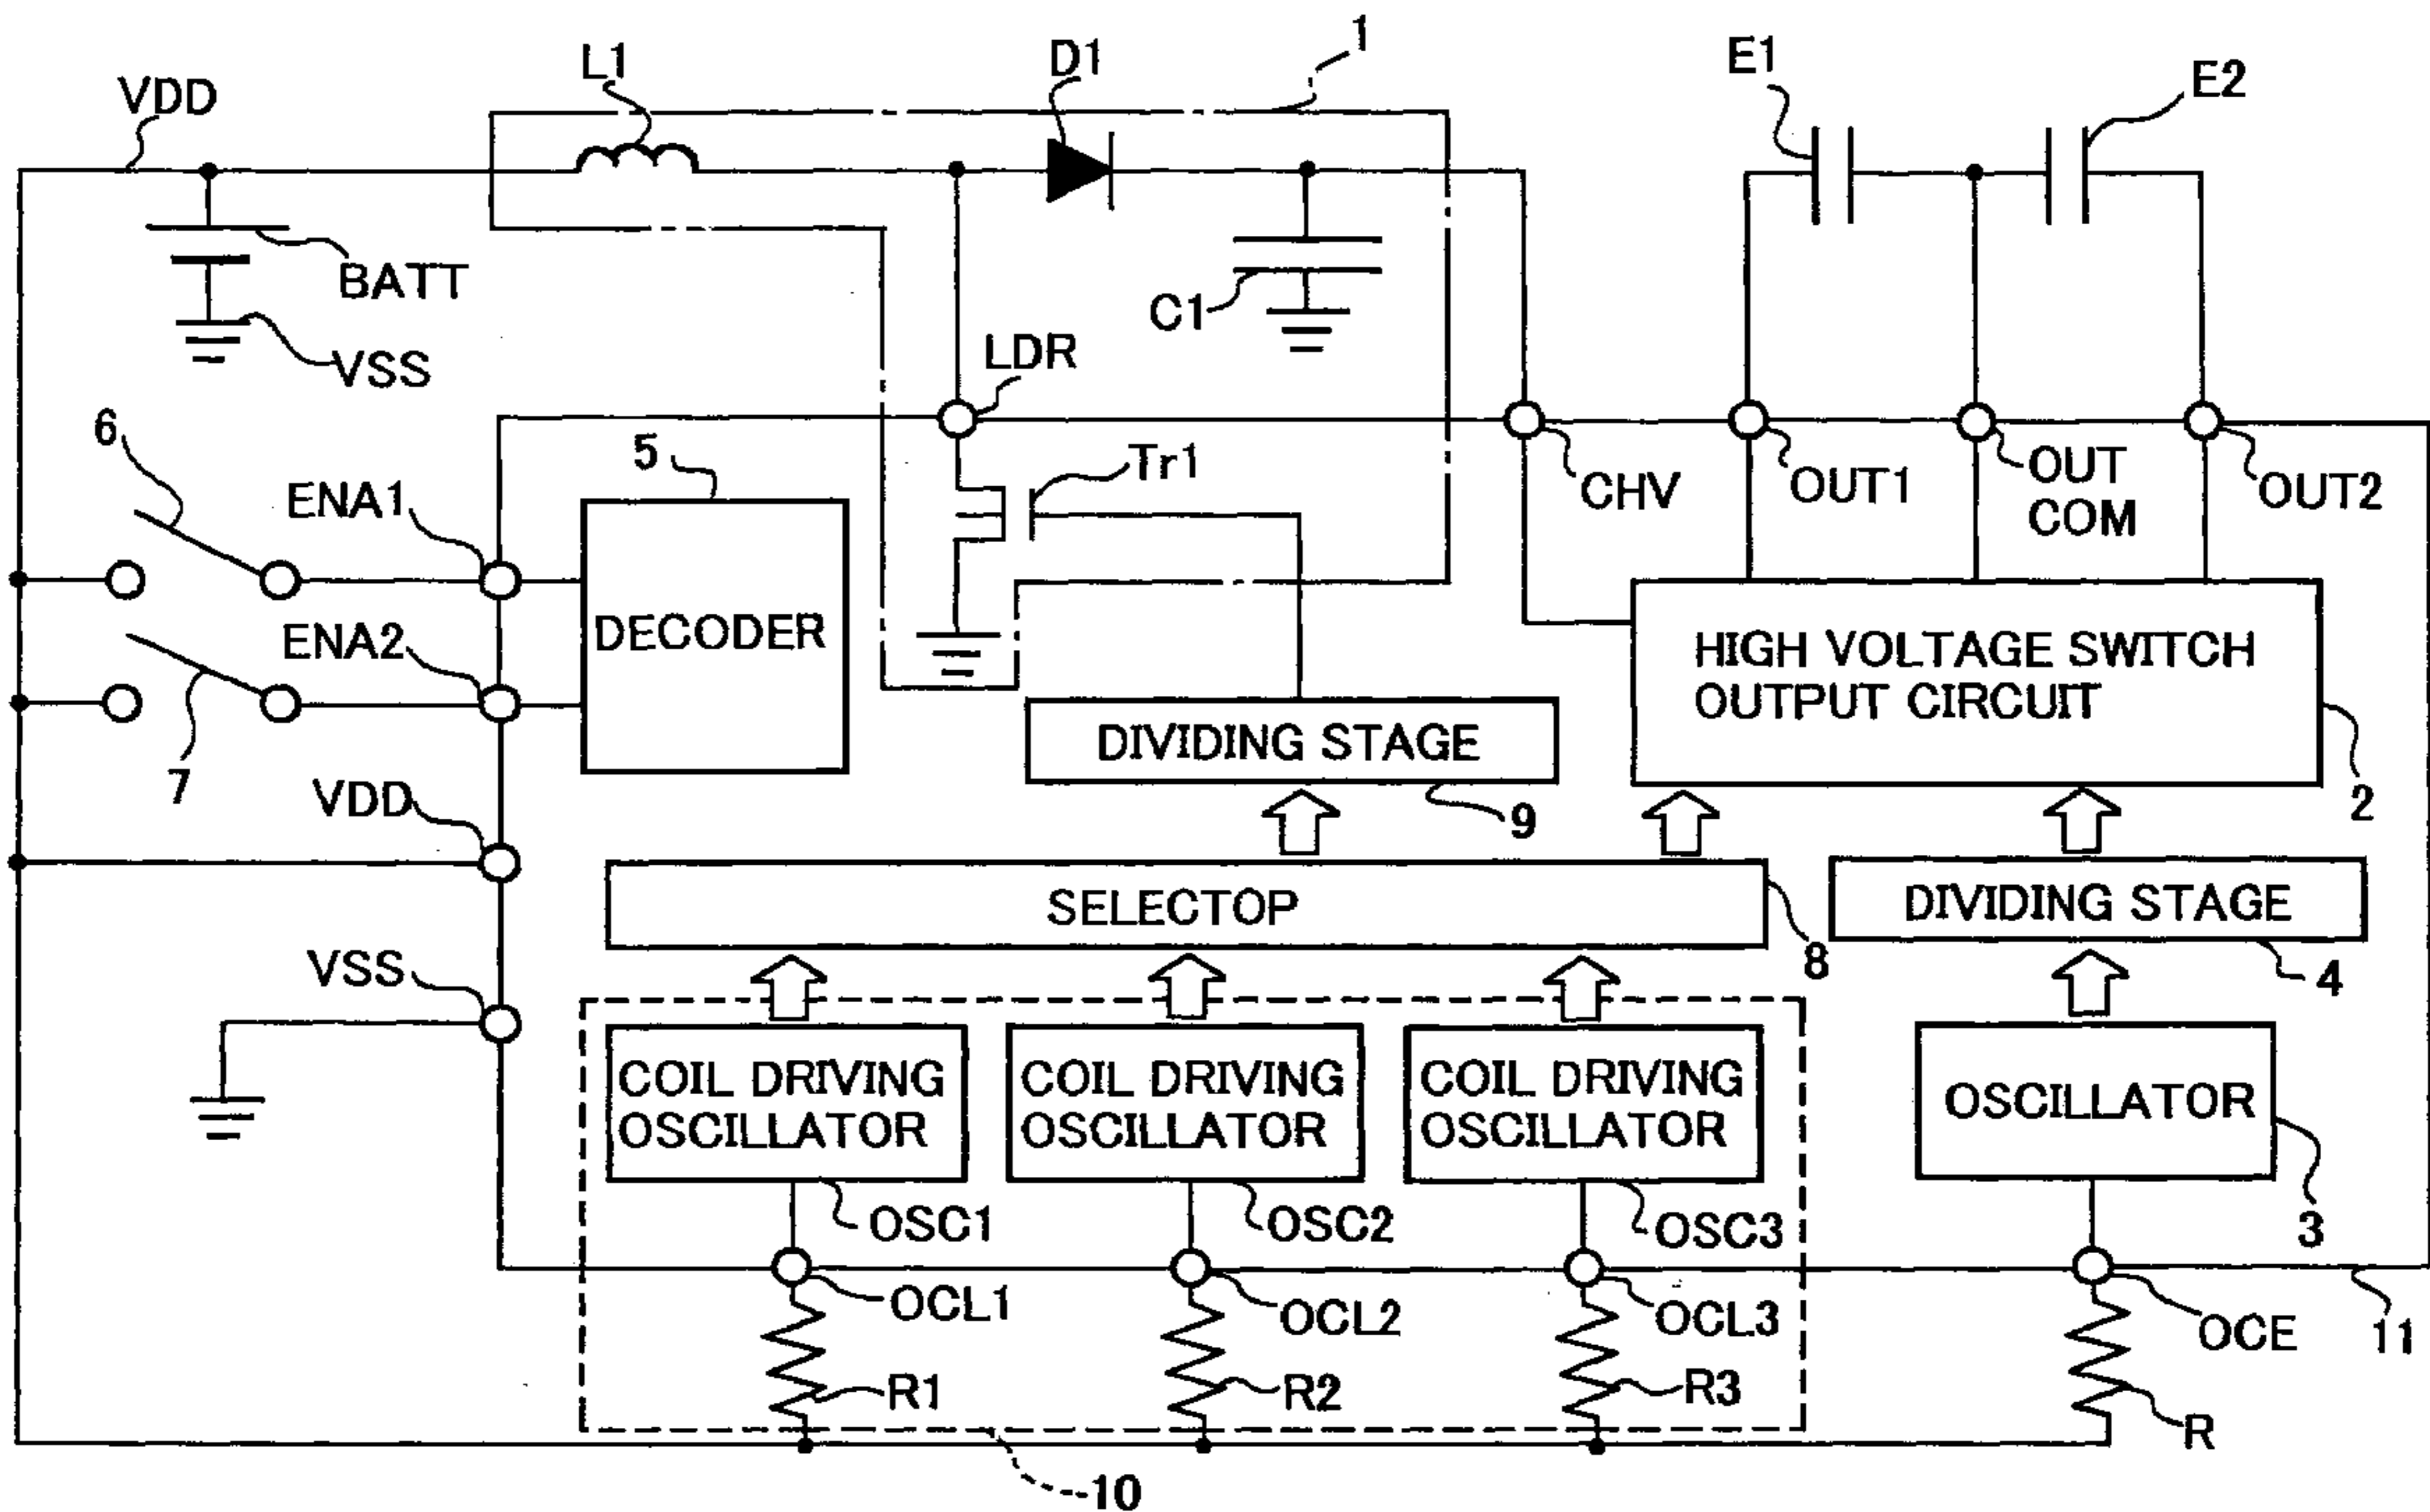 1
L1
D1
E1
E2
VDD
BATT
C1
VSS
LDR
6
5
Tr1
CHV
OUT1
OUT
COM
OUT2
ENA1
ENA2
DECODER
HIGH VOLTAGE SWITCH
OUTPUT CIRCUIT
7
DIVIDING STAGE
2
VDD
9
SELECTOP
DIVIDING STAGE
VSS
8
4
COIL DRIVING
OSCILLATOR
COIL DRIVING
OSCILLATOR
COIL DRIVING
OSCILLATOR
OSCILLATOR
OSC1
OSC2
OSC3
3
OCL1
OCL2
OCL3
OCE
11
R1
R2
R3
R
10